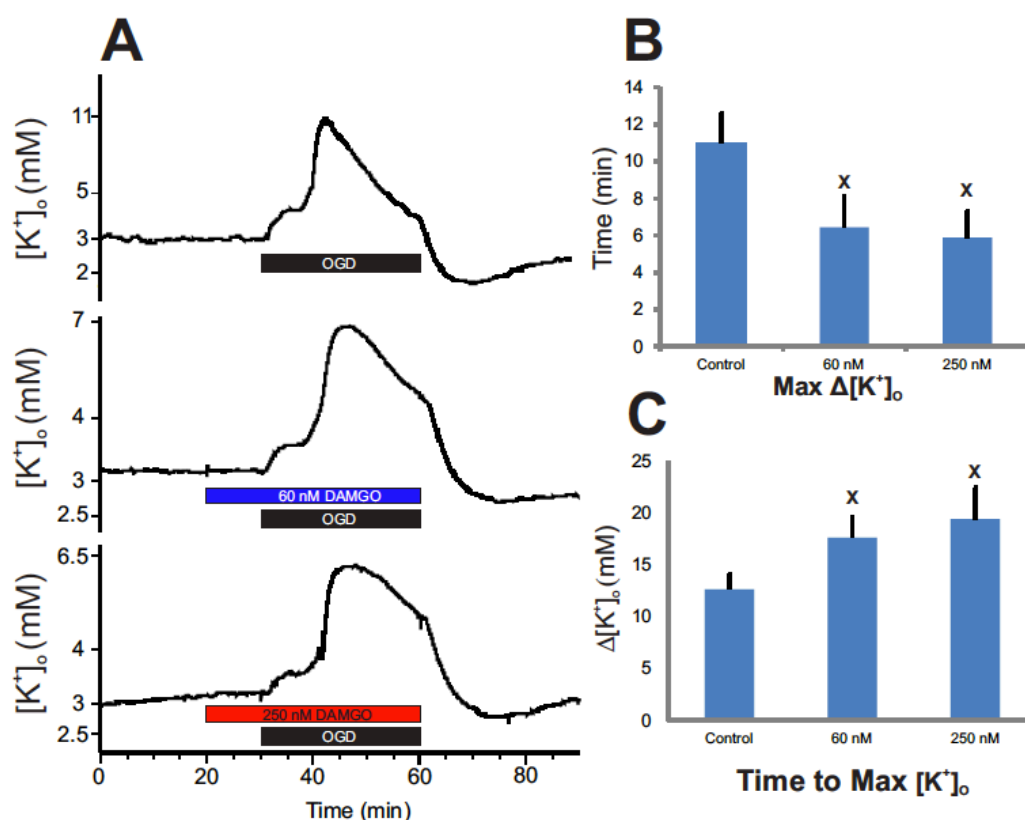 A
[K⁺]ₒ (mM)
11
5
3
2
OGD
[K⁺]ₒ (mM)
7
4
3
2.5
60 nM DAMGO
OGD
[K⁺]ₒ (mM)
6.5
4
3
2.5
250 nM DAMGO
OGD
0
20
40
60
80
Time (min)
B
Time (min)
14
12
10
8
6
4
2
0
x
x
Control
60 nM
250 nM
Max Δ[K⁺]ₒ
C
Δ[K⁺]ₒ (mM)
25
20
15
10
5
0
x
x
Control
60 nM
250 nM
Time to Max [K⁺]ₒ